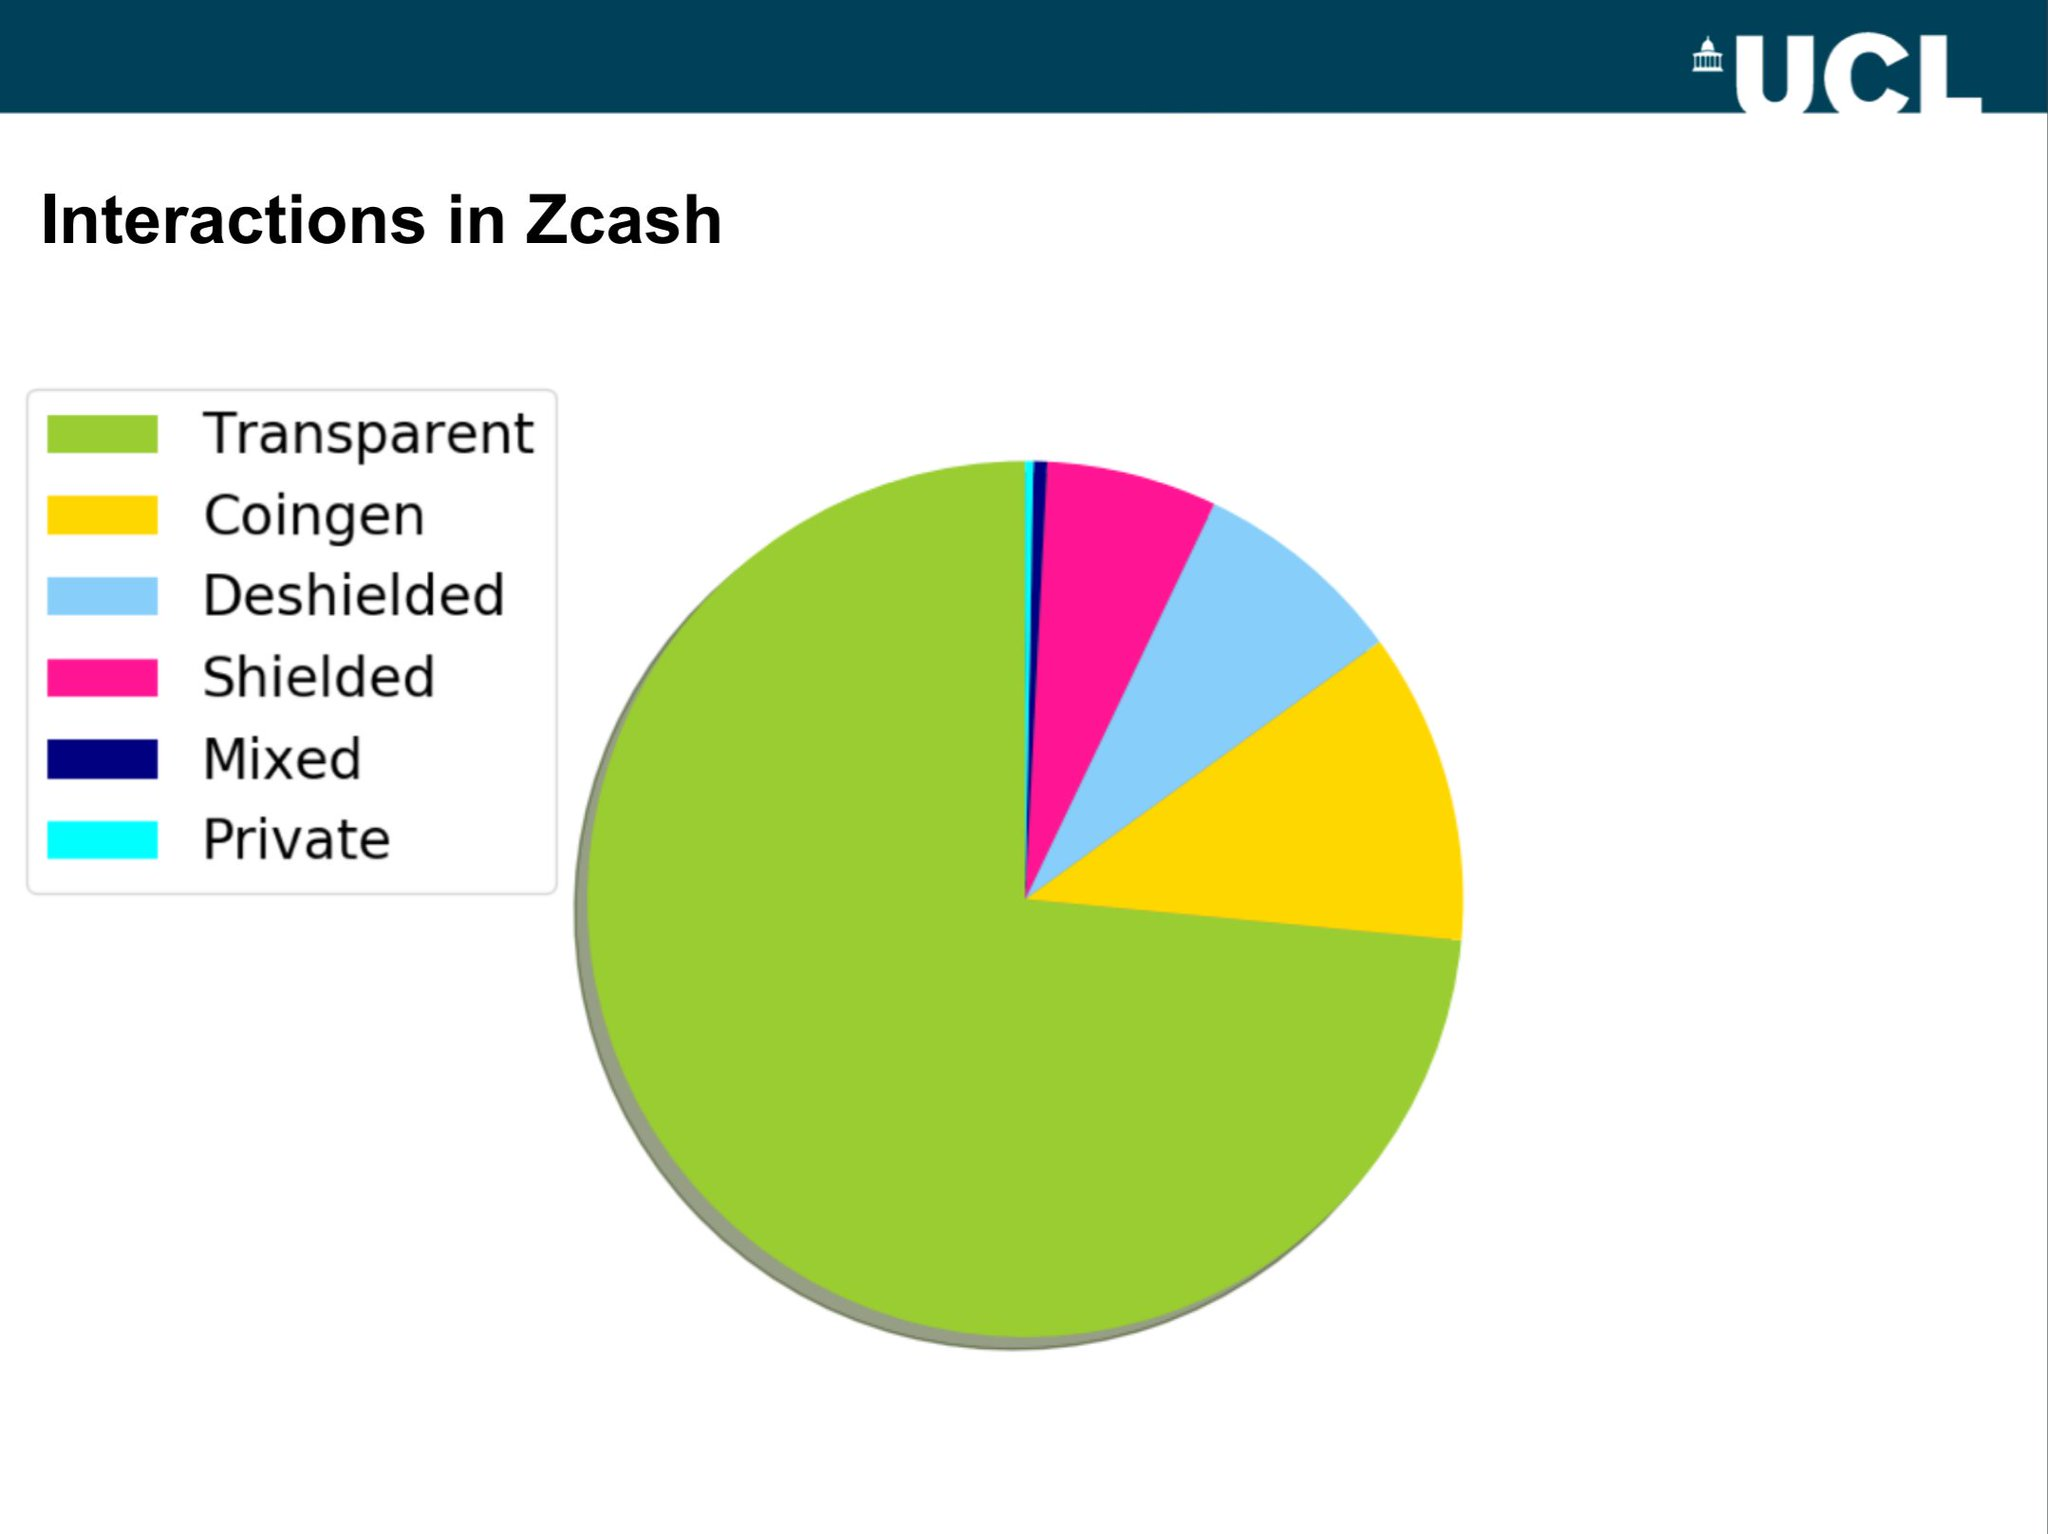 UCL
Interactions in Zcash
Transparent
Coingen
Deshielded
Shielded
Mixed
Private